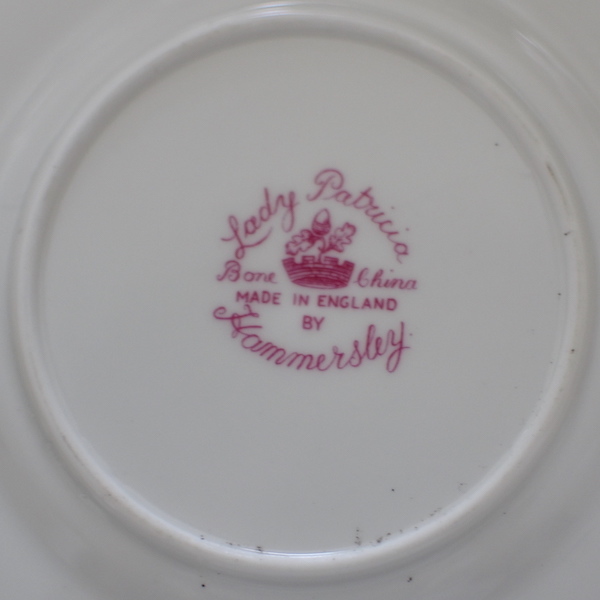 Lady Patricia
Bone China
MADE IN ENGLAND
BY
Hammersley